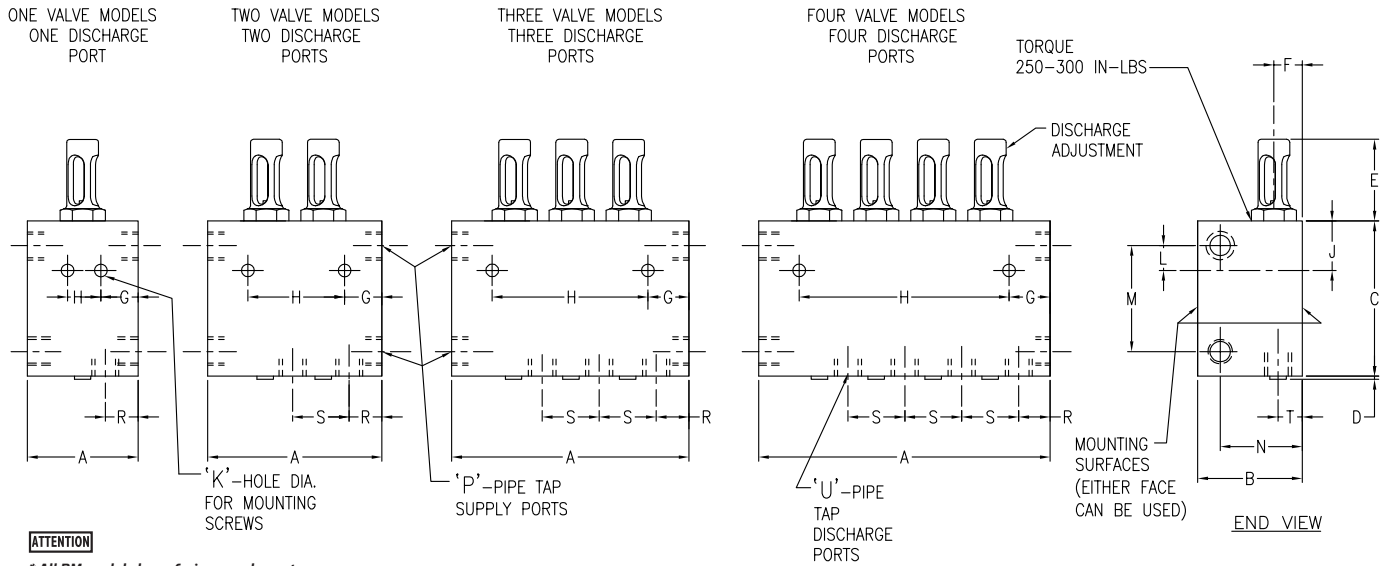 ONE VALVE MODELS
ONE DISCHARGE
PORT
TWO VALVE MODELS
TWO DISCHARGE
PORTS
THREE VALVE MODELS
THREE DISCHARGE
PORTS
FOUR VALVE MODELS
FOUR DISCHARGE
PORTS
TORQUE
250-300 IN-LBS
F
DISCHARGE
ADJUSTMENT
E
H
G
H
G
H
G
H
G
L
J
M
C
R
S
R
S
S
R
S
S
S
R
T
D
A
A
A
A
N
B
'K'-HOLE DIA.
FOR MOUNTING
SCREWS
'P'-PIPE TAP
SUPPLY PORTS
'U'-PIPE
TAP
DISCHARGE
PORTS
MOUNTING
SURFACES
(EITHER FACE
CAN BE USED)
END VIEW
ATTENTION